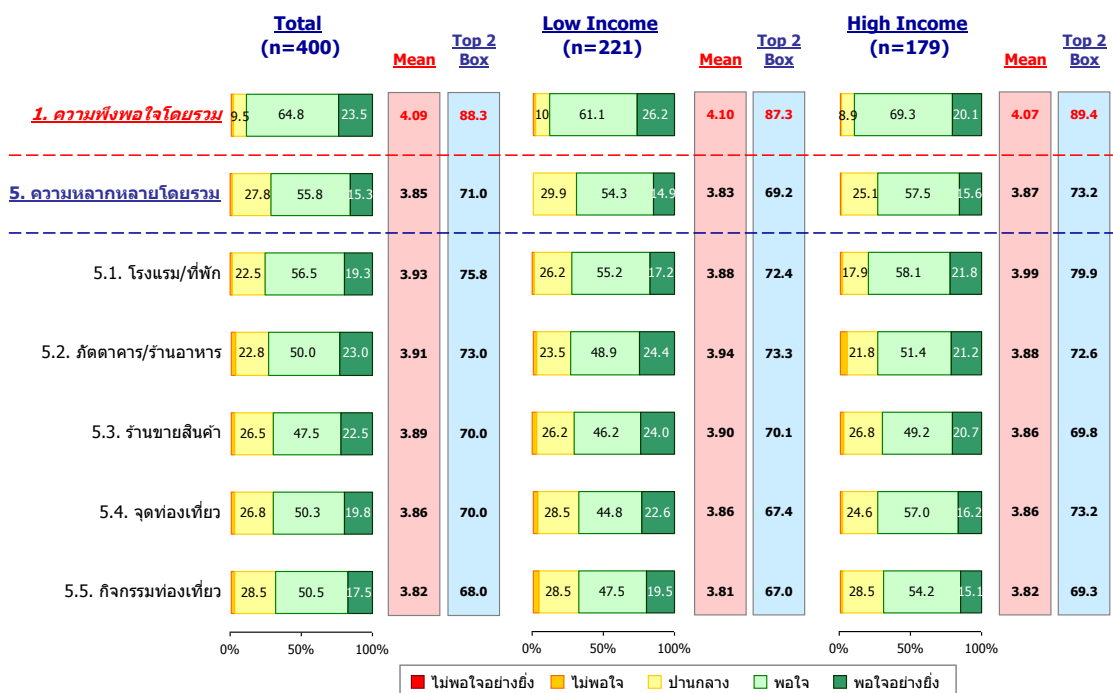 Total
(n=400)
Mean
Top 2
Box
Low Income
(n=221)
Mean
Top 2
Box
High Income
(n=179)
Mean
Top 2
Box
1. ความพึงพอใจโดยรวม 9.5 64.8 23.5 4.09 88.3 10 61.1 26.2 4.10 87.3 8.9 69.3 20.1 4.07 89.4
5. ความหลากหลายโดยรวม 27.8 55.8 15.3 3.85 71.0 29.9 54.3 14.9 3.83 69.2 25.1 57.5 15.6 3.87 73.2
5.1. โรงแรม/ที่พัก 22.5 56.5 19.3 3.93 75.8 26.2 55.2 17.2 3.88 72.4 17.9 58.1 21.8 3.99 79.9
5.2. ภัตตาคาร/ร้านอาหาร 22.8 50.0 23.0 3.91 73.0 23.5 48.9 24.4 3.94 73.3 21.8 51.4 21.2 3.88 72.6
5.3. ร้านขายสินค้า 26.5 47.5 22.5 3.89 70.0 26.2 46.2 24.0 3.90 70.1 26.8 49.2 20.7 3.86 69.8
5.4. จุดท่องเที่ยว 26.8 50.3 19.8 3.86 70.0 28.5 44.8 22.6 3.86 67.4 24.6 57.0 16.2 3.86 73.2
5.5. กิจกรรมท่องเที่ยว 28.5 50.5 17.5 3.82 68.0 28.5 47.5 19.5 3.81 67.0 28.5 54.2 15.1 3.82 69.3
0% 50% 100% 0% 50% 100% 0% 50% 100%
ไม่พอใจอย่างยิ่ง ไม่พอใจ ปานกลาง พอใจ พอใจอย่างยิ่ง